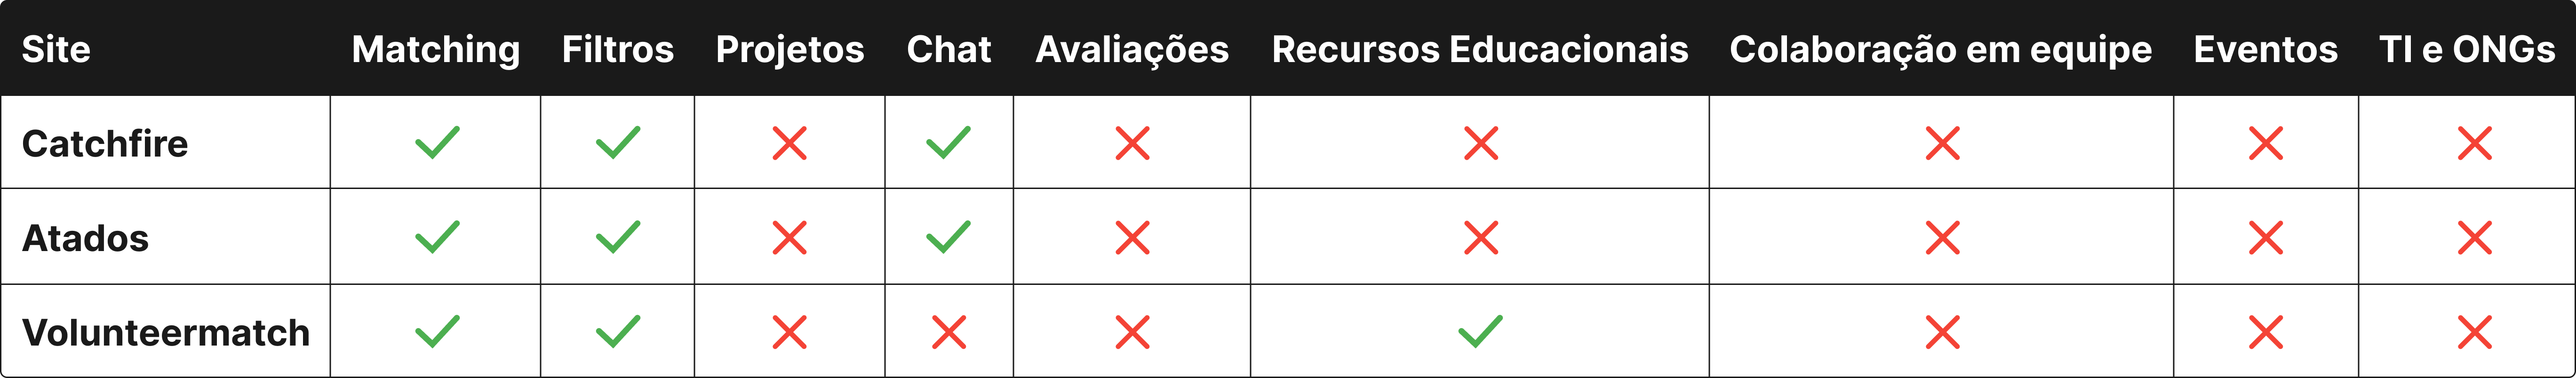 Site Matching Filtros Projetos Chat Avaliações Recursos Educacionais Colaboração em equipe Eventos TI e ONGs
Catchfire
Atados
Volunteermatch